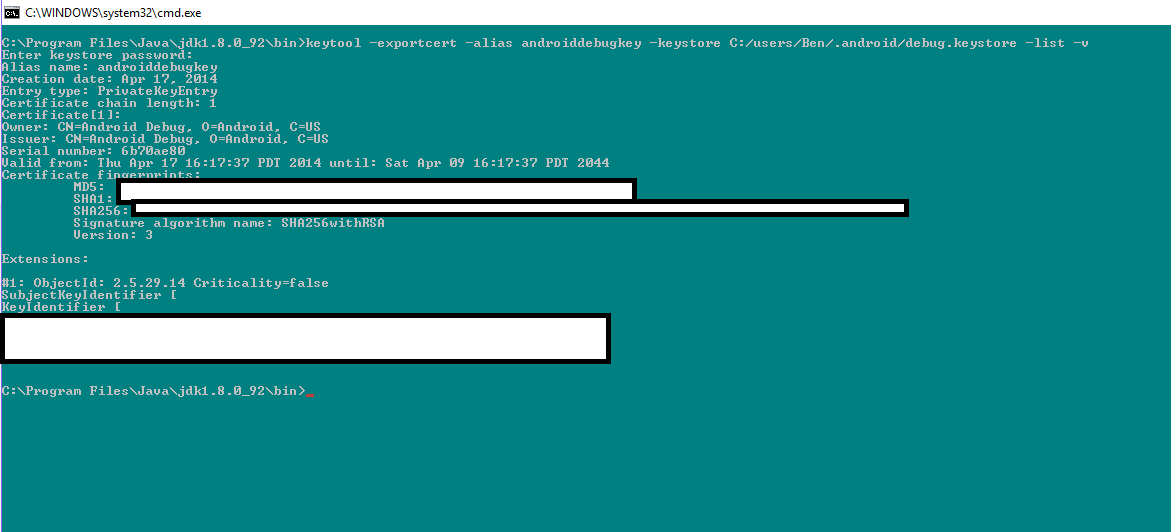 C:\WINDOWS\system32\cmd.exe
C:\Program Files\Java\jdk1.8.0_92\bin>keytool -exportcert -alias androiddebugkey -keystore C:/users/Ben/.android/debug.keystore -list -v
Enter keystore password:
Alias name: androiddebugkey
Creation date: Apr 17, 2014
Entry type: PrivateKeyEntry
Certificate chain length: 1
Certificate[1]:
Owner: CN=Android Debug, O=Android, C=US
Issuer: CN=Android Debug, O=Android, C=US
Serial number: 6b70ae80
Valid from: Thu Apr 17 16:17:37 PDT 2014 until: Sat Apr 09 16:17:37 PDT 2044
Certificate fingerprints:
MD5:
SHA1:
SHA256:
Signature algorithm name: SHA256withRSA
Version: 3
Extensions:
#1: ObjectId: 2.5.29.14 Criticality=false
SubjectKeyIdentifier [
KeyIdentifier [
C:\Program Files\Java\jdk1.8.0_92\bin>